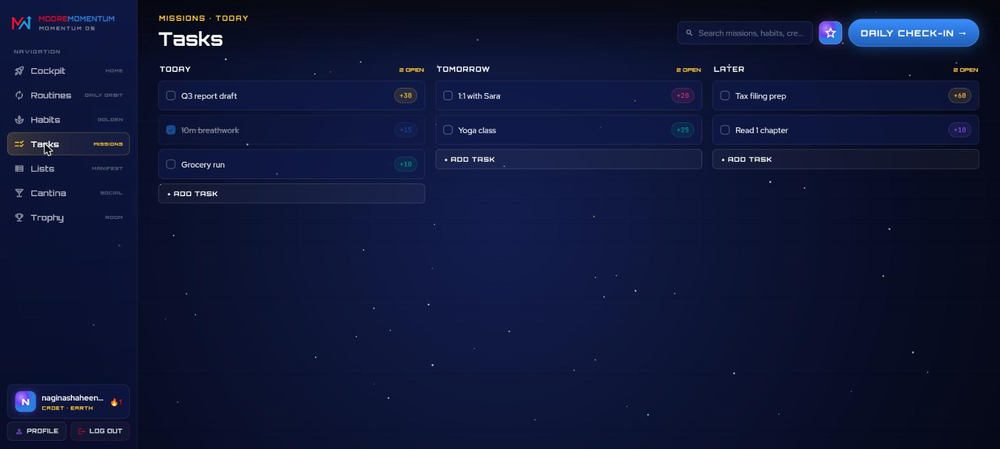 MOOREMOMENTUM
MOMENTUM OS
NAVIGATION
Cockpit HOME
Routines DAILY ORBIT
Habits GOLDEN
Tasks MISSIONS
Lists MANIFEST
Cantina SOCIAL
Trophy ROOM
N
naginashaheen...
CADET · EARTH
🔥1
PROFILE
LOG OUT
MISSIONS · TODAY
Tasks
Search missions, habits, cre...
DAILY CHECK-IN →
TODAY 2 OPEN
Q3 report draft +30
10m breathwork +15
Grocery run +10
+ ADD TASK
TOMORROW 2 OPEN
1:1 with Sara +20
Yoga class +25
+ ADD TASK
LATER 2 OPEN
Tax filing prep +60
Read 1 chapter +10
+ ADD TASK